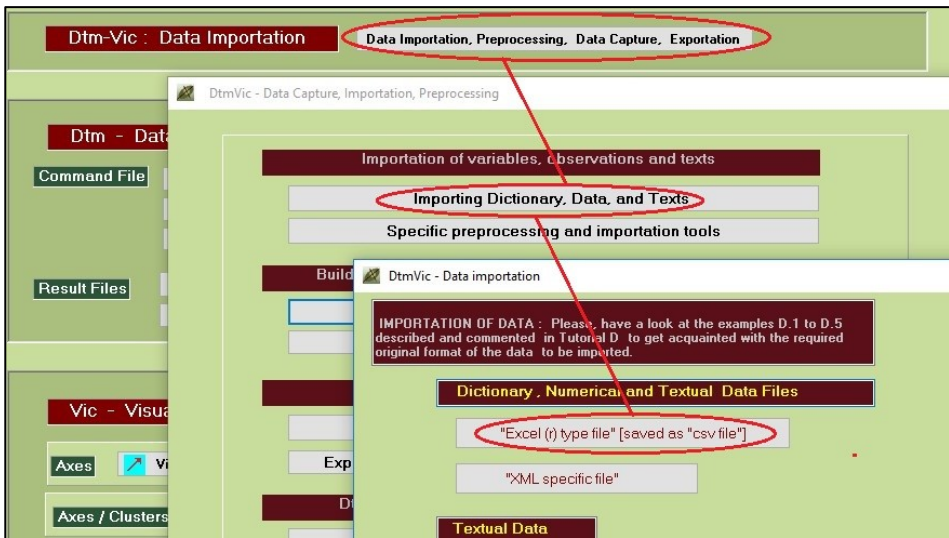 Dtm-Vic : Data Importation
Data Importation, Preprocessing, Data Capture, Exportation
DtmVic - Data Capture, Importation, Preprocessing
Dtm - Data
Command File
Result Files
Importation of variables, observations and texts
Importing Dictionary, Data, and Texts
Specific preprocessing and importation tools
Build
Exp
Dt
DtmVic - Data importation
IMPORTATION OF DATA : Please, have a look at the examples D.1 to D.5
described and commented in Tutorial D to get acquainted with the required
original format of the data to be imported.
Dictionary , Numerical and Textual Data Files
"Excel (r) type file" [saved as "csv file"]
"XML specific file"
Textual Data
Vic - Visua
Axes
Vi
Axes / Clusters